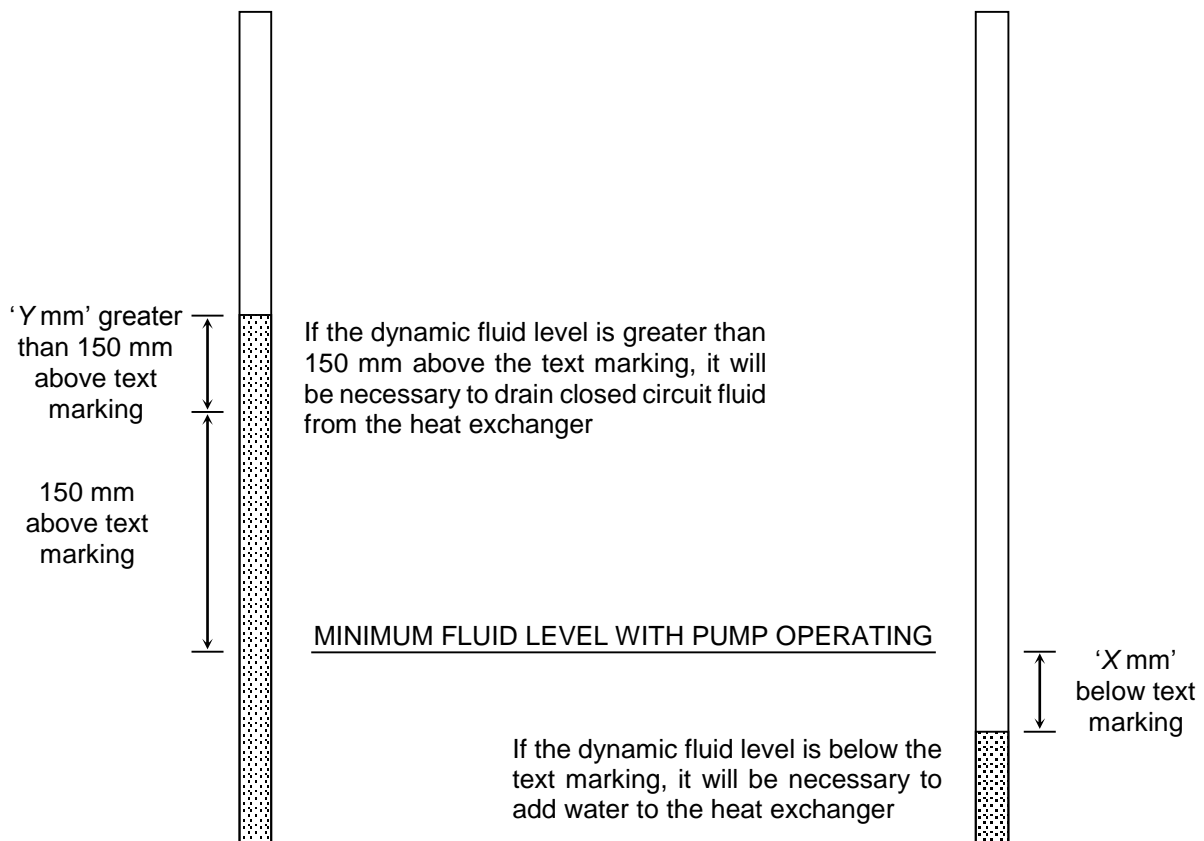 ‘Y mm’ greater
than 150 mm
above text
marking
If the dynamic fluid level is greater than
150 mm above the text marking, it will
be necessary to drain closed circuit fluid
from the heat exchanger
150 mm
above text
marking
MINIMUM FLUID LEVEL WITH PUMP OPERATING
‘X mm’
below text
marking
If the dynamic fluid level is below the
text marking, it will be necessary to
add water to the heat exchanger